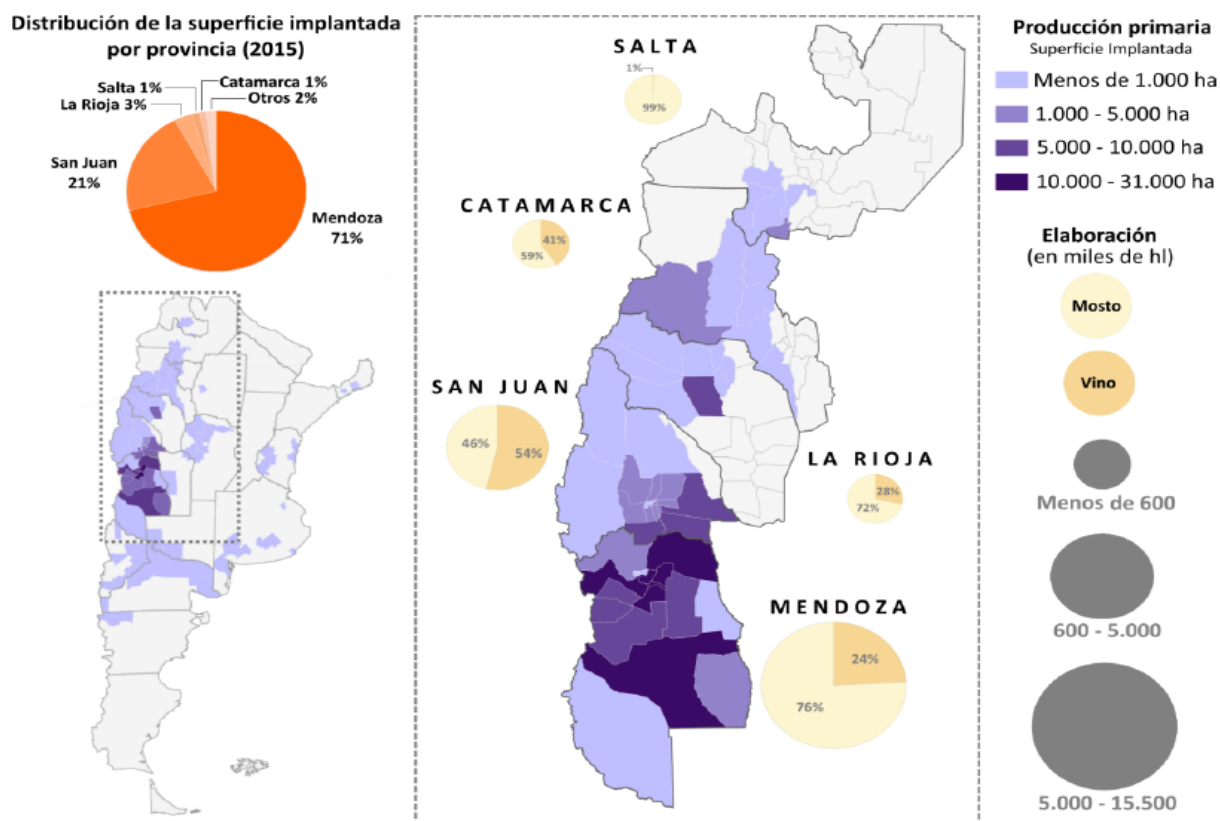 Distribución de la superficie implantada
por provincia (2015)
Salta 1%
Catamarca 1%
La Rioja 3%
Otros 2%
San Juan
21%
Mendoza
71%
SALTA
1%
99%
CATAMARCA
41%
59%
SAN JUAN
46%
54%
LA RIOJA
28%
72%
MENDOZA
24%
76%
Producción primaria
Superficie Implantada
Menos de 1.000 ha
1.000 - 5.000 ha
5.000 - 10.000 ha
10.000 - 31.000 ha
Elaboración
(en miles de hl)
Mosto
Vino
Menos de 600
600 - 5.000
5.000 - 15.500